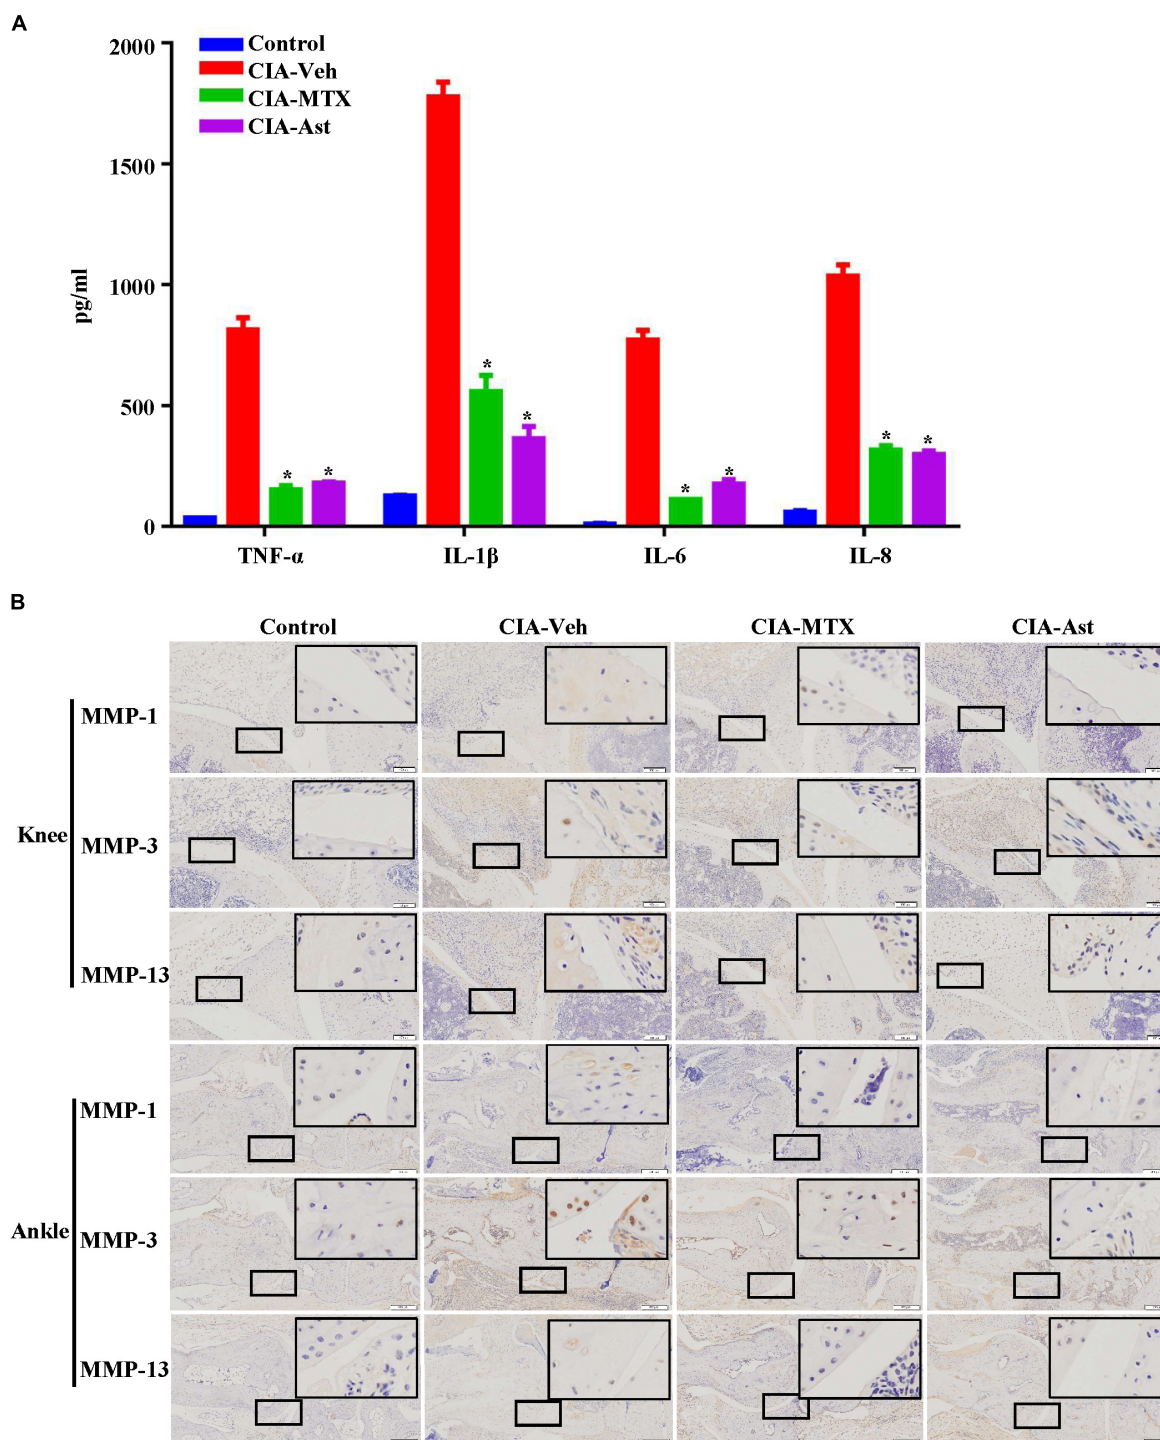 A
2000
1500
1000
500
0
pg/ml
Control
CIA-Veh
CIA-MTX
CIA-Ast
* *
* *
* *
* *
TNF-α IL-1β IL-6 IL-8
B
Control CIA-Veh CIA-MTX CIA-Ast
Knee
MMP-1
MMP-3
MMP-13
Ankle
MMP-1
MMP-3
MMP-13